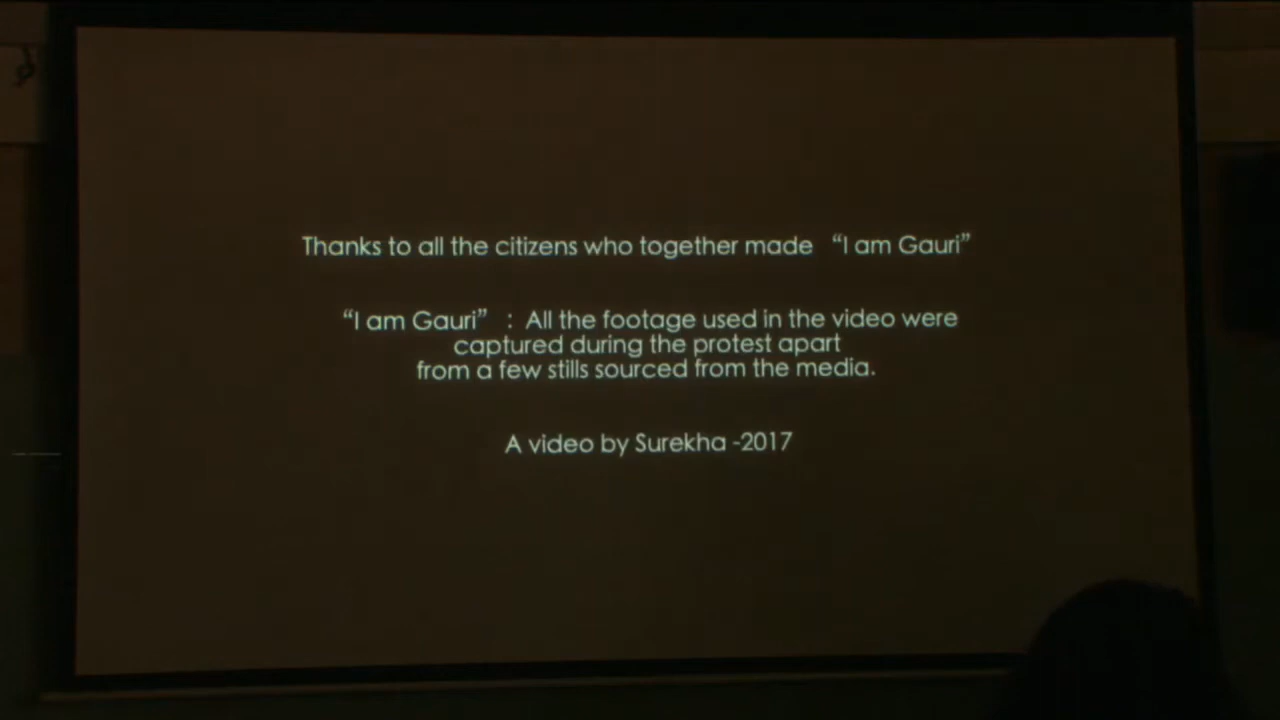 Thanks to all the citizens who together made “I am Gauri”
“I am Gauri” : All the footage used in the video were
captured during the protest apart
from a few stills sourced from the media.
A video by Surekha -2017